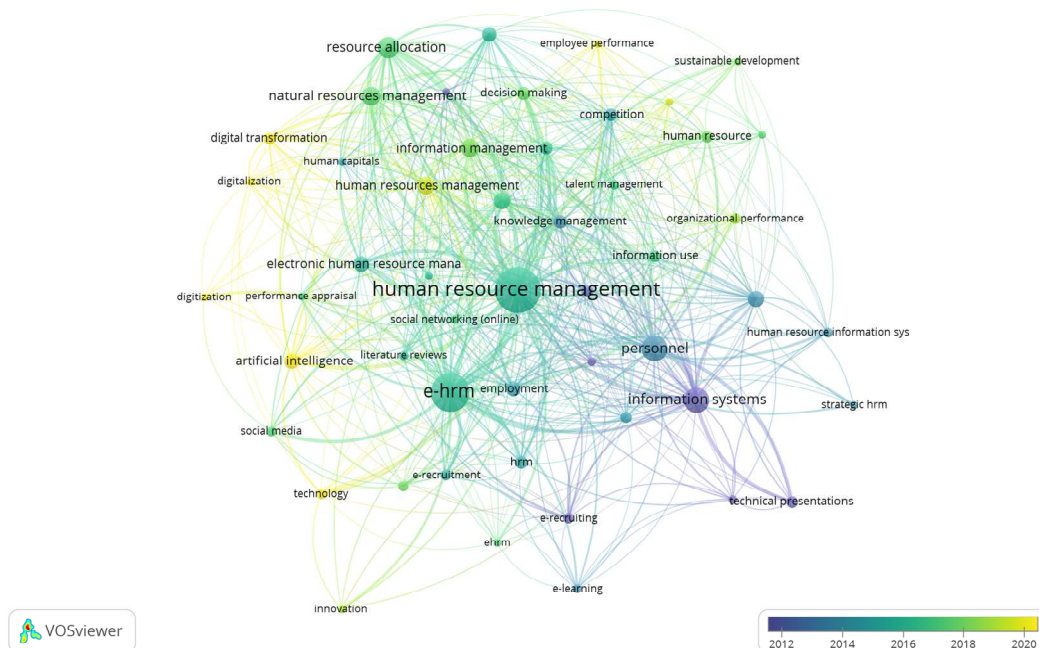 resource allocation
employee performance
sustainable development
natural resources management
decision making
competition
digital transformation
human resource
information management
human capitals
digitalization
human resources management
talent management
knowledge management
organizational performance
information use
electronic human resource mana
human resource management
digitization
performance appraisal
social networking (online)
human resource information sys
personnel
literature reviews
artificial intelligence
e-hrm
employment
information systems
strategic hrm
social media
hrm
e-recruitment
technology
technical presentations
e-recruiting
ehrm
e-learning
innovation
VOSviewer
2012 2014 2016 2018 2020